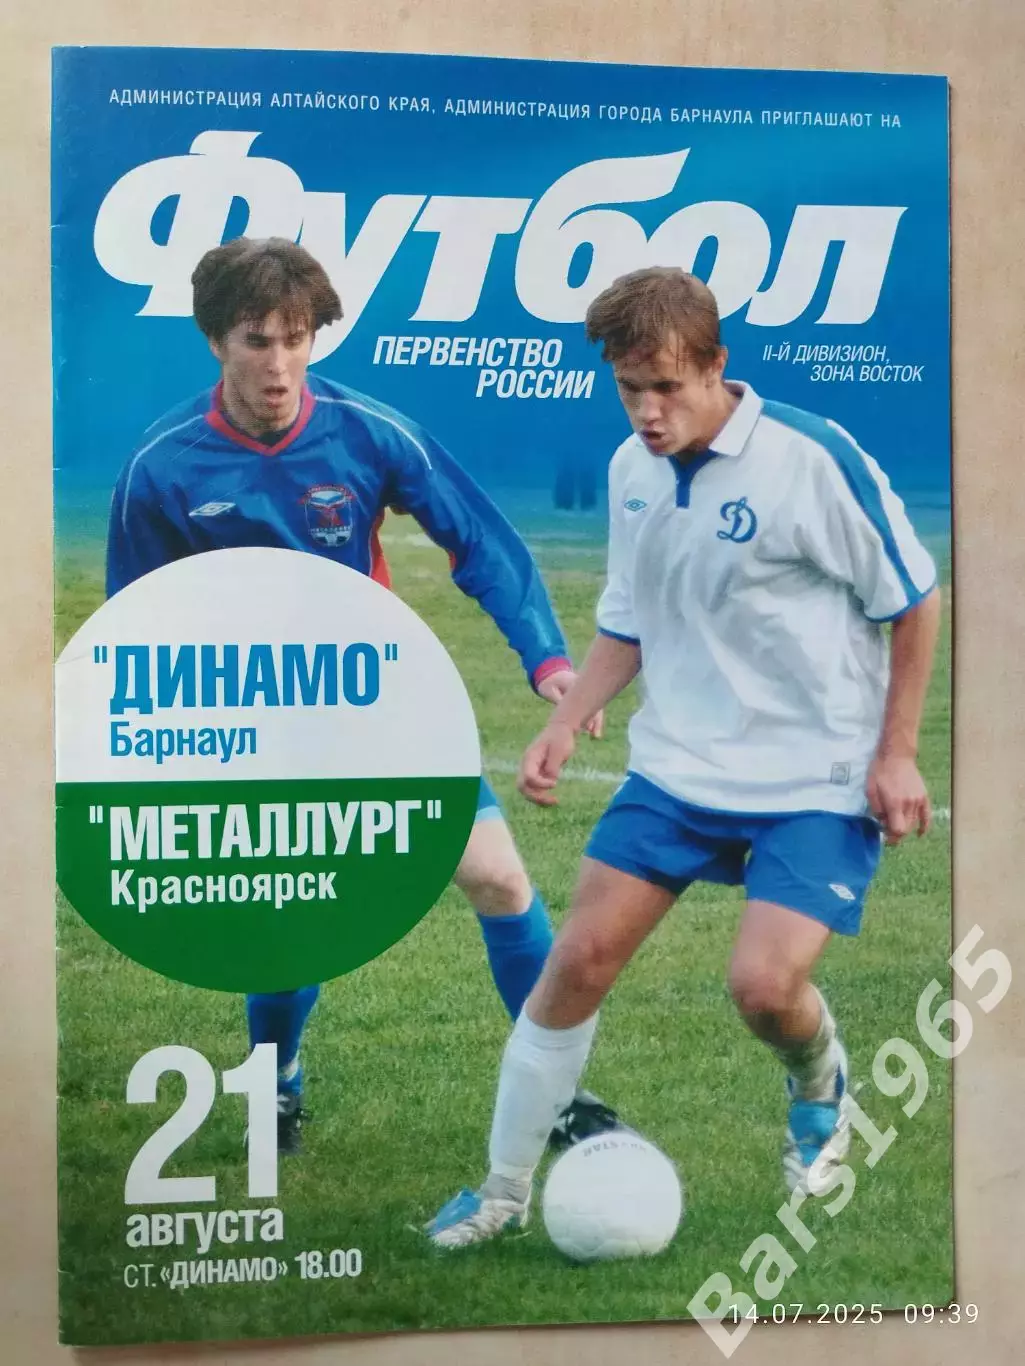 АДМИНИСТРАЦИЯ АЛТАЙСКОГО КРАЯ, АДМИНИСТРАЦИЯ ГОРОДА БАРНАУЛА ПРИГЛАШАЮТ НА
Футбол
ПЕРВЕНСТВО
РОССИИ
II-Й ДИВИЗИОН,
ЗОНА ВОСТОК
Д
"ДИНАМО"
Барнаул
"МЕТАЛЛУРГ"
Красноярск
21
августа
СТ. «ДИНАМО» 18.00
Bars1965
14.07.2025 09:39